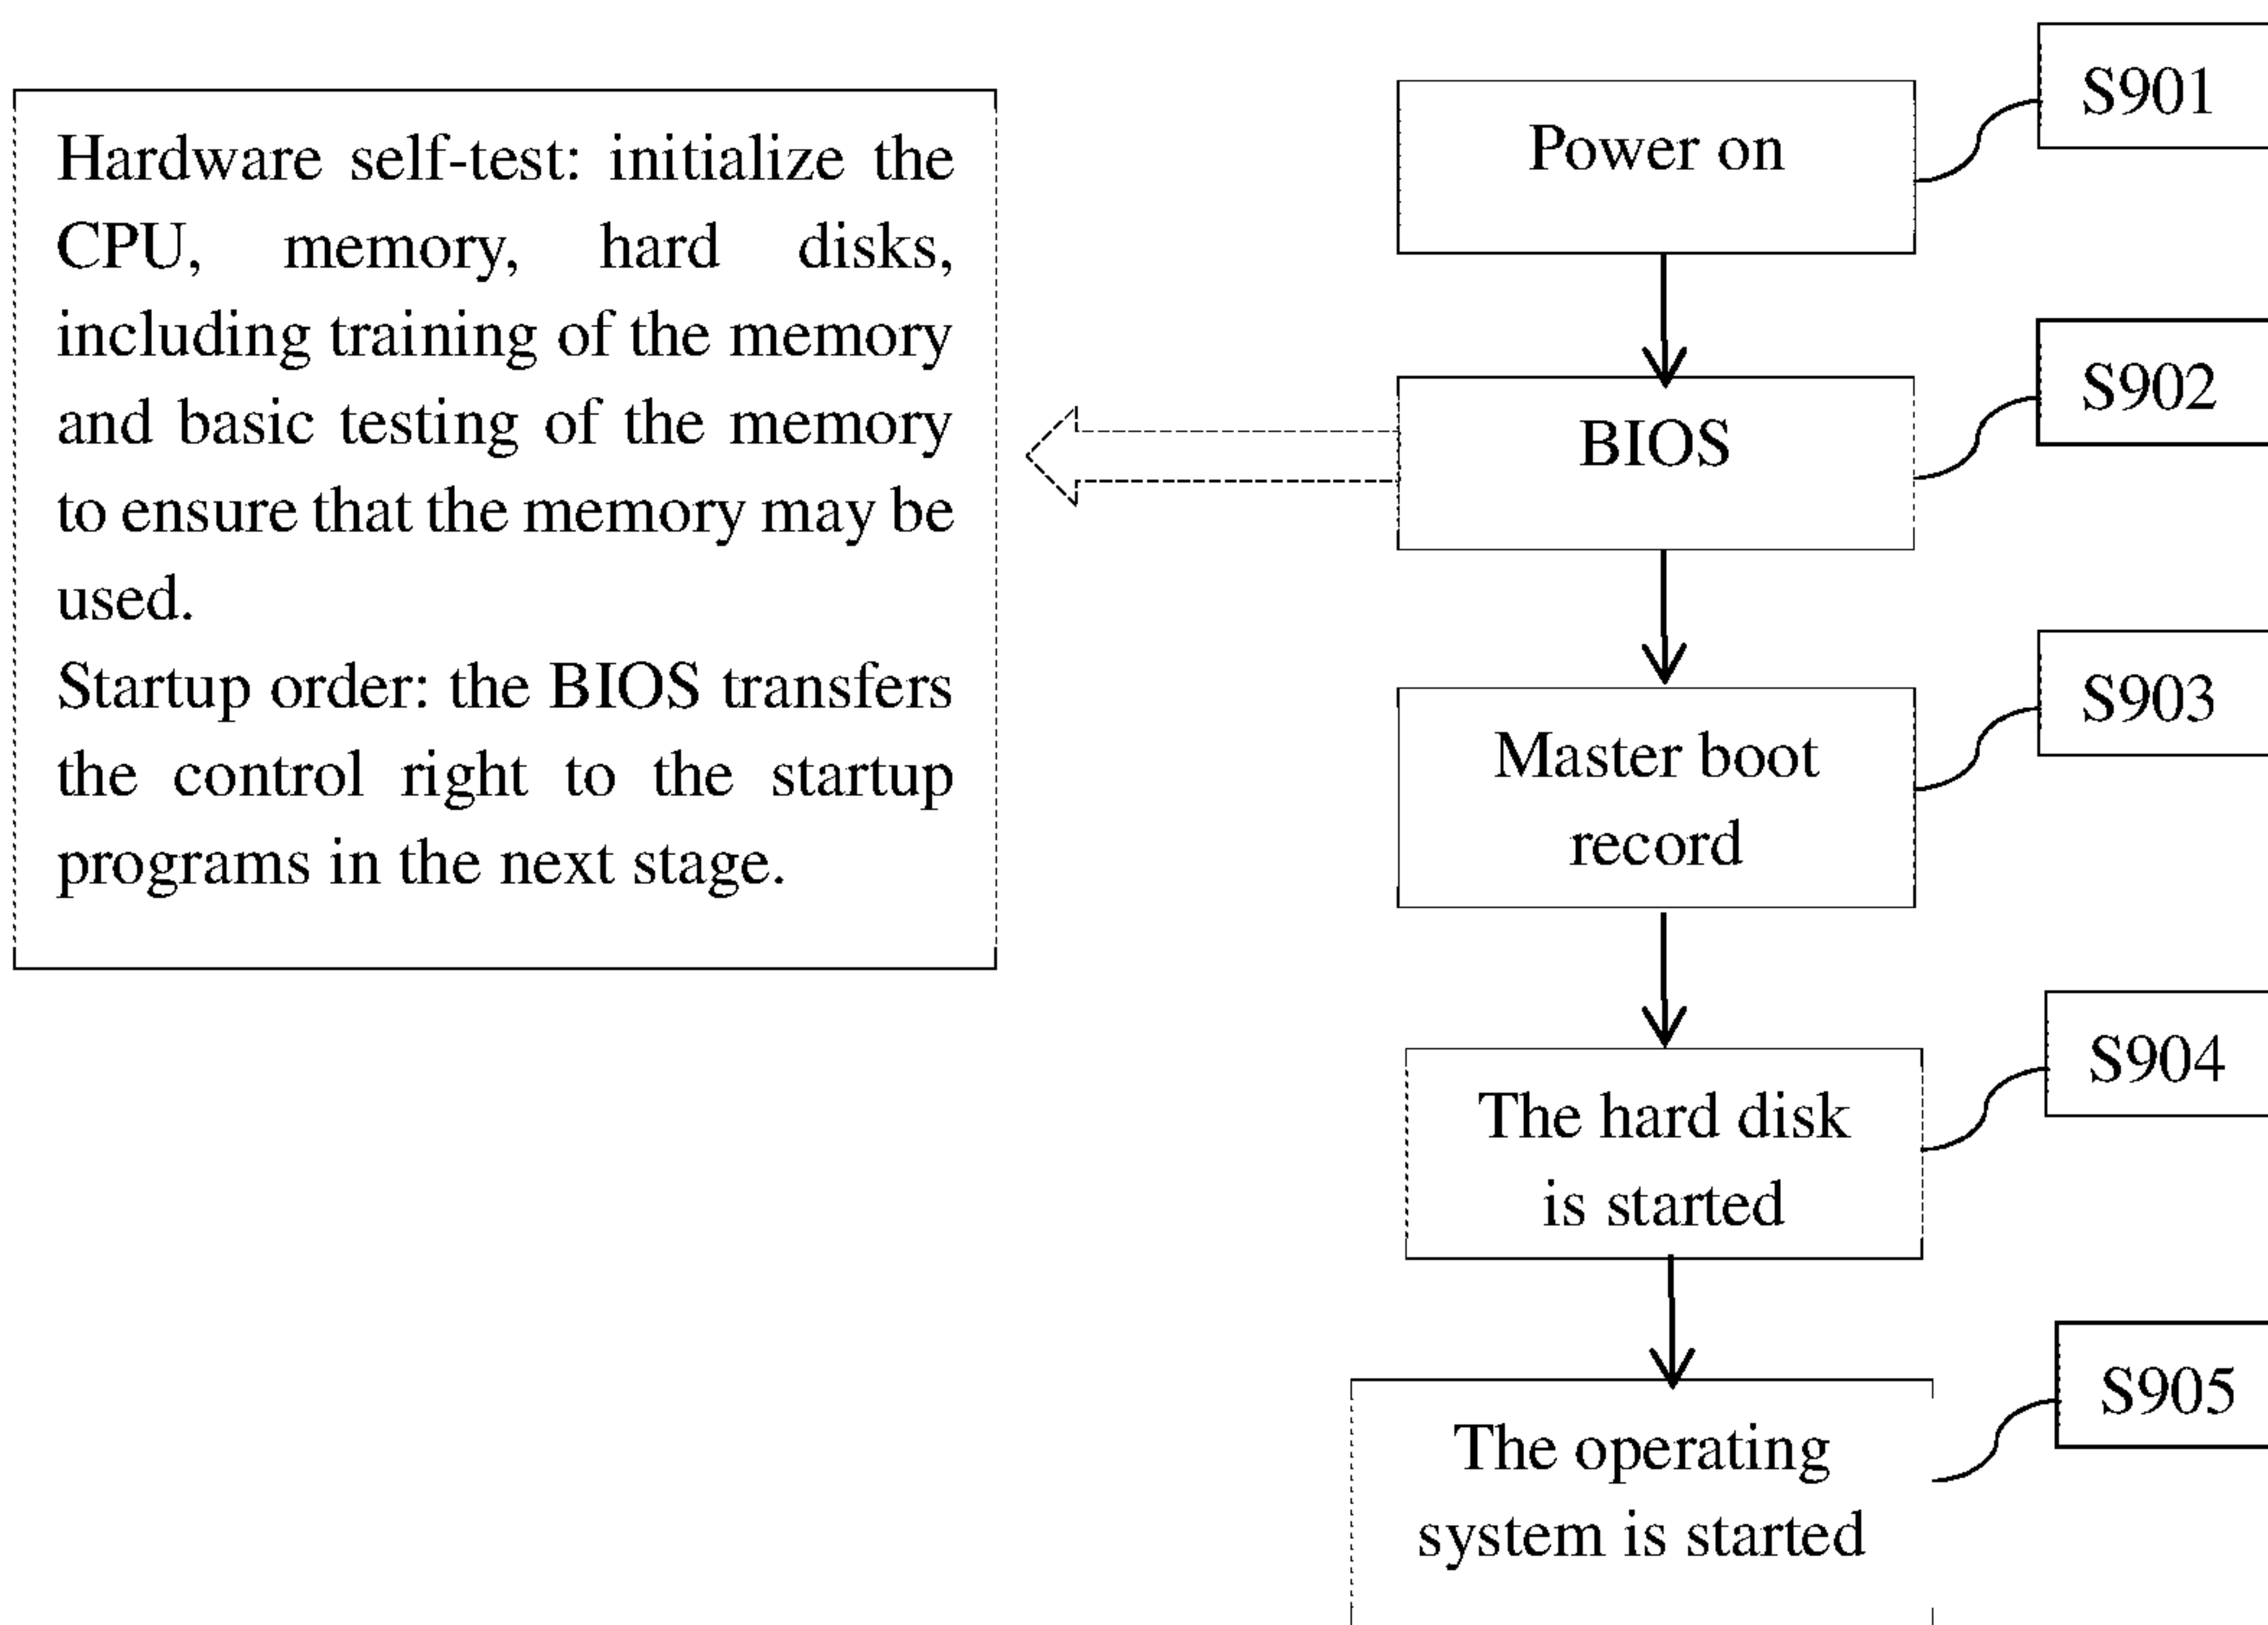 Hardware self-test: initialize the
CPU, memory, hard disks,
including training of the memory
and basic testing of the memory
to ensure that the memory may be
used.
Startup order: the BIOS transfers
the control right to the startup
programs in the next stage.
Power on
S901
BIOS
S902
Master boot
record
S903
The hard disk
is started
S904
The operating
system is started
S905